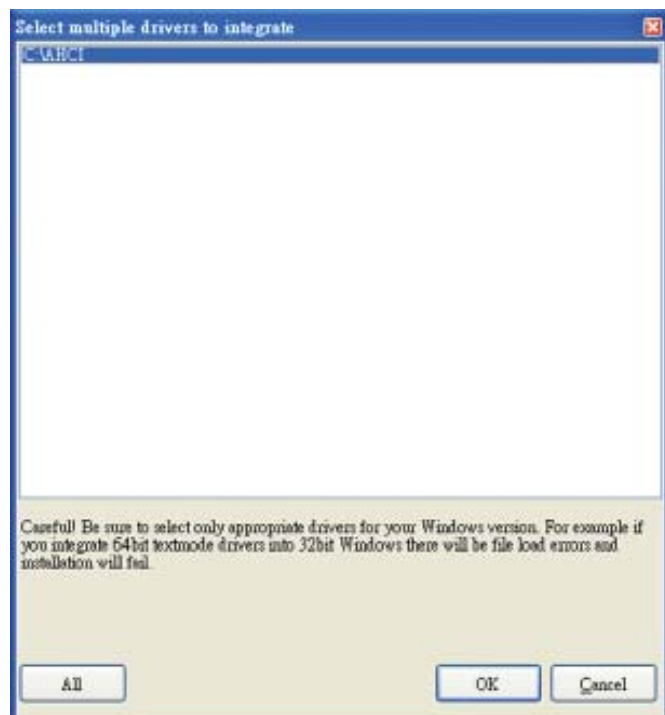 Select multiple drivers to integrate
C:\AHCI
Careful! Be sure to select only appropriate drivers for your Windows version. For example if
you integrate 64bit textmode drivers into 32bit Windows there will be file load errors and
installation will fail.
All
OK
Cancel